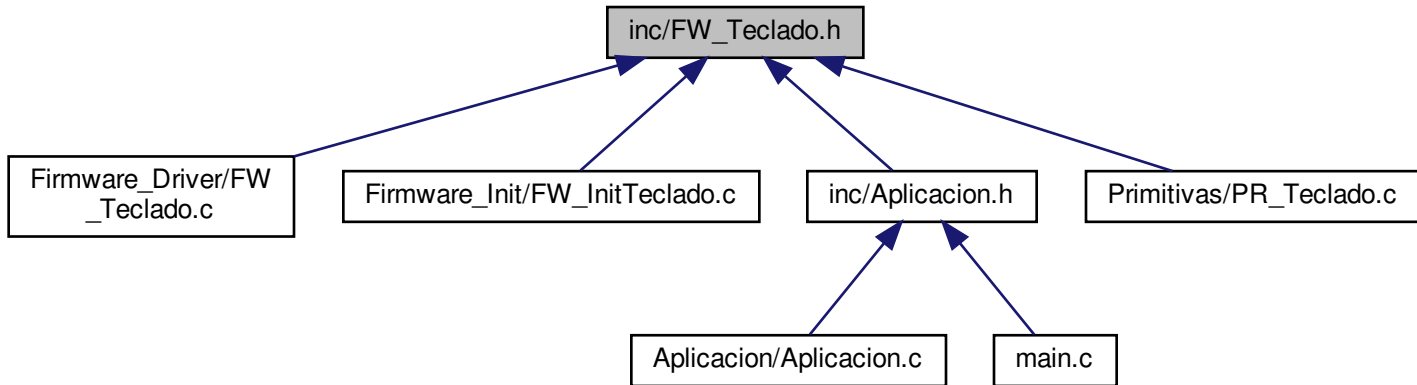 inc/FW_Teclado.h
Firmware_Driver/FW
_Teclado.c
Firmware_Init/FW_InitTeclado.c
inc/Aplicacion.h
Primitivas/PR_Teclado.c
Aplicacion/Aplicacion.c
main.c